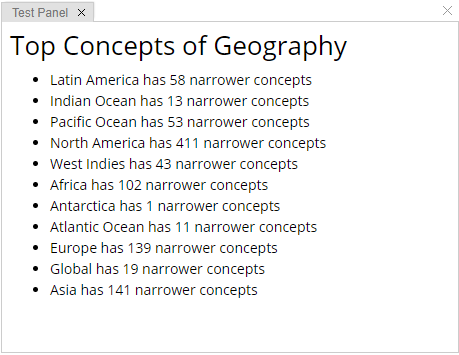 Test Panel
Top Concepts of Geography
Latin America has 58 narrower concepts
Indian Ocean has 13 narrower concepts
Pacific Ocean has 53 narrower concepts
North America has 411 narrower concepts
West Indies has 43 narrower concepts
Africa has 102 narrower concepts
Antarctica has 1 narrower concepts
Atlantic Ocean has 11 narrower concepts
Europe has 139 narrower concepts
Global has 19 narrower concepts
Asia has 141 narrower concepts